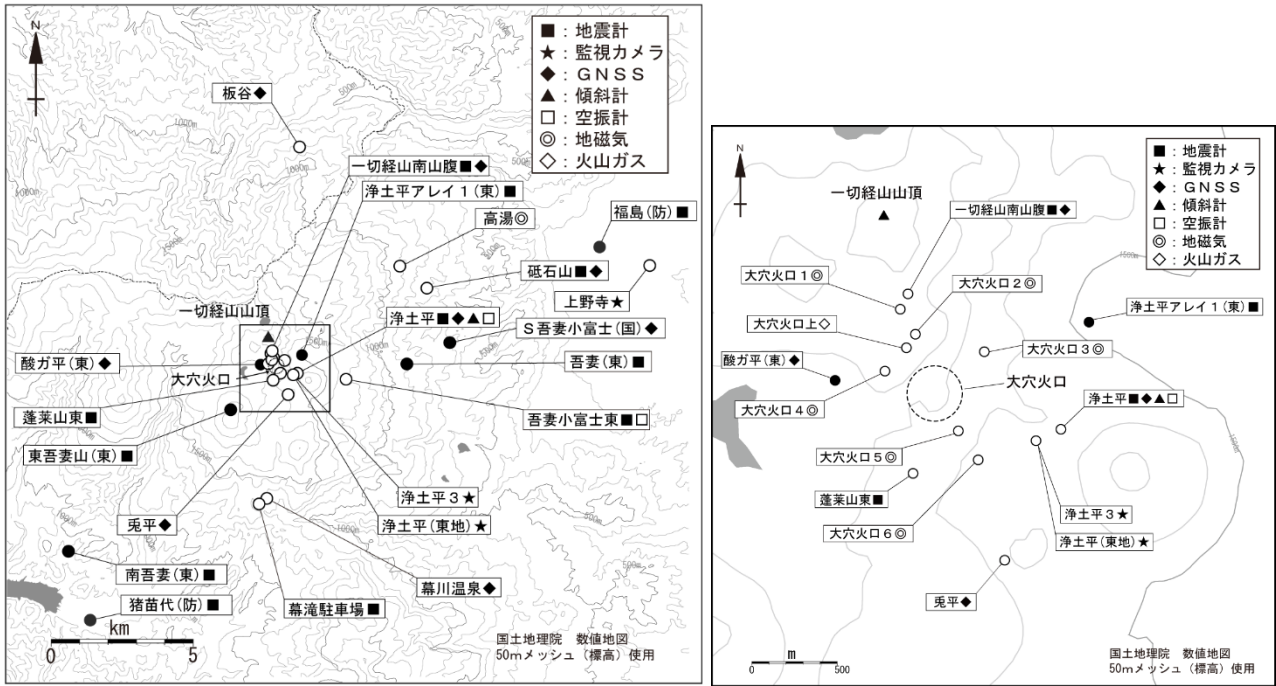 N
■：地震計
★：監視カメラ
◆：ＧＮＳＳ
▲：傾斜計
□：空振計
◎：地磁気
◇：火山ガス
板谷◆
一切経山南山腹■◆
浄土平アレイ１(東)■
高湯◎
福島(防)■
砥石山■◆
上野寺★
一切経山山頂
浄土平■◆▲□
Ｓ吾妻小富士(国)◆
酸ガ平(東)◆
吾妻(東)■
大穴火口
蓬莱山東■
吾妻小富士東■□
東吾妻山(東)■
浄土平３★
兎平◆
浄土平(東地)★
南吾妻(東)■
幕川温泉◆
猪苗代(防)■
幕滝駐車場■
km
0 5
国土地理院　数値地図
50mメッシュ（標高）使用
500m
1000m
1000m
500m
1000m
1500m
1000m
500m
1000m
500m
N
■：地震計
★：監視カメラ
◆：ＧＮＳＳ
▲：傾斜計
□：空振計
◎：地磁気
◇：火山ガス
一切経山山頂
一切経山南山腹■◆
大穴火口１◎
大穴火口２◎
1500m
浄土平アレイ１(東)■
大穴火口上◇
大穴火口３◎
酸ガ平(東)◆
大穴火口
大穴火口４◎
浄土平■◆▲□
大穴火口５◎
1500m
蓬莱山東■
浄土平３★
大穴火口６◎
浄土平(東地)★
兎平◆
m
0 500
国土地理院　数値地図
50mメッシュ（標高）使用